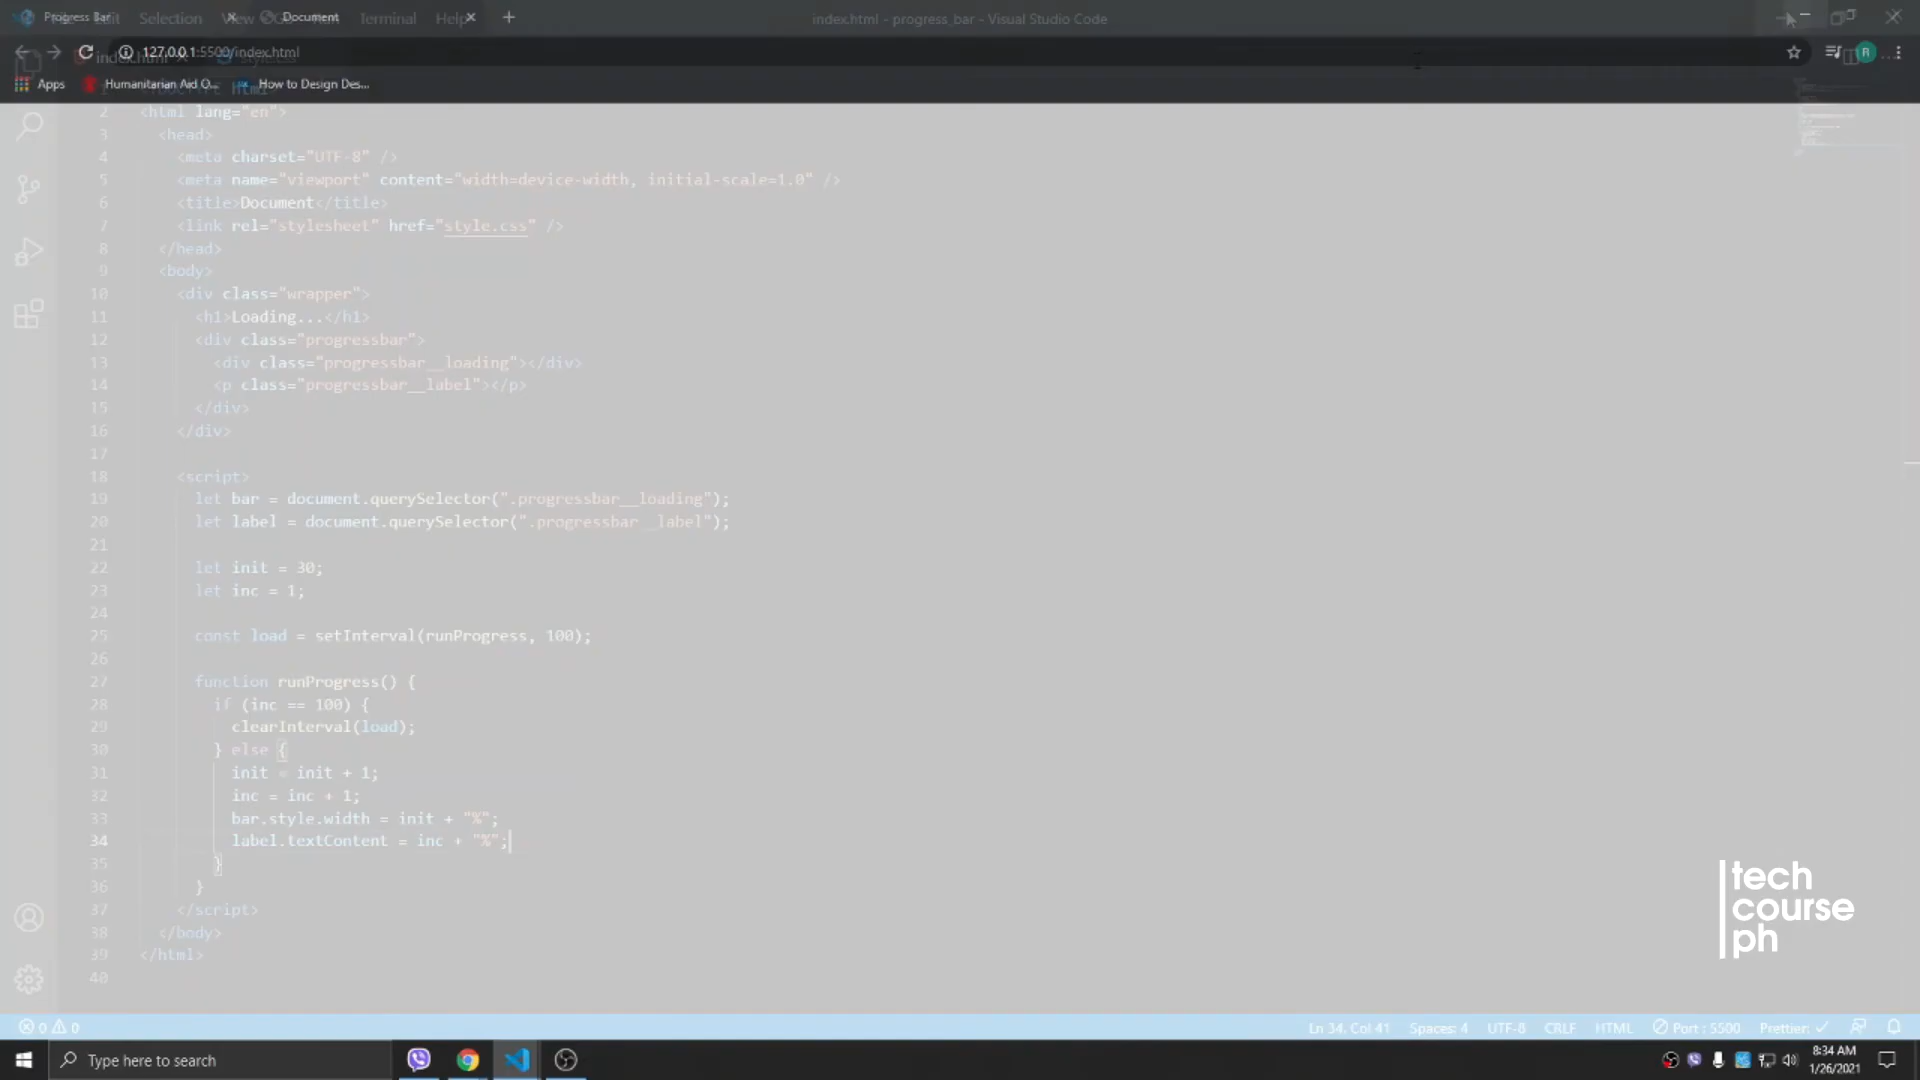 Progress Bar
Document
Selection View Terminal Help
index.html - progress_bar - Visual Studio Code
127.0.0.1:5500/index.html
index.html
style.css
Apps
Humanitarian Aid O...
How to Design Des...
html
2 <html lang="en">
3 <head>
4 <meta charset="UTF-8" />
5 <meta name="viewport" content="width=device-width, initial-scale=1.0" />
6 <title>Document</title>
7 <link rel="stylesheet" href="style.css" />
8 </head>
9 <body>
10 <div class="wrapper">
11 <h1>Loading...</h1>
12 <div class="progressbar">
13 <div class="progressbar__loading"></div>
14 <p class="progressbar__label"></p>
15 </div>
16 </div>
17
18 <script>
19 let bar = document.querySelector(".progressbar__loading");
20 let label = document.querySelector(".progressbar__label");
21
22 let init = 30;
23 let inc = 1;
24
25 const load = setInterval(runProgress, 100);
26
27 function runProgress() {
28 if (inc == 100) {
29 clearInterval(load);
30 } else {
31 init = init + 1;
32 inc = inc + 1;
33 bar.style.width = init + "%";
34 label.textContent = inc + "%";
35 }
36 }
37 </script>
38 </body>
39 </html>
40
tech
course
ph
0 0
Ln 34, Col 41 Spaces: 4 UTF-8 CRLF HTML Port : 5500 Prettier: ✓
Type here to search
8:34 AM
1/26/2021
R